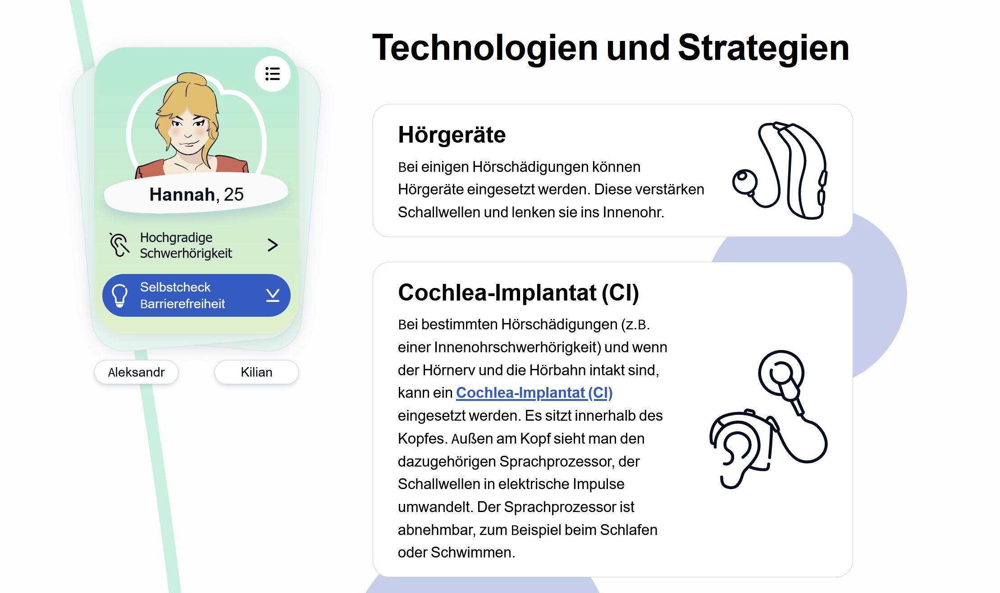 Technologien und Strategien
Hannah, 25
Hochgradige
Schwerhörigkeit
Selbstcheck
Barrierefreiheit
Aleksandr
Kilian
Hörgeräte
Bei einigen Hörschädigungen können
Hörgeräte eingesetzt werden. Diese verstärken
Schallwellen und lenken sie ins Innenohr.
Cochlea-Implantat (CI)
Bei bestimmten Hörschädigungen (z.B.
einer Innenohrschwerhörigkeit) und wenn
der Hörnerv und die Hörbahn intakt sind,
kann ein Cochlea-Implantat (CI)
eingesetzt werden. Es sitzt innerhalb des
Kopfes. Außen am Kopf sieht man den
dazugehörigen Sprachprozessor, der
Schallwellen in elektrische Impulse
umwandelt. Der Sprachprozessor ist
abnehmbar, zum Beispiel beim Schlafen
oder Schwimmen.